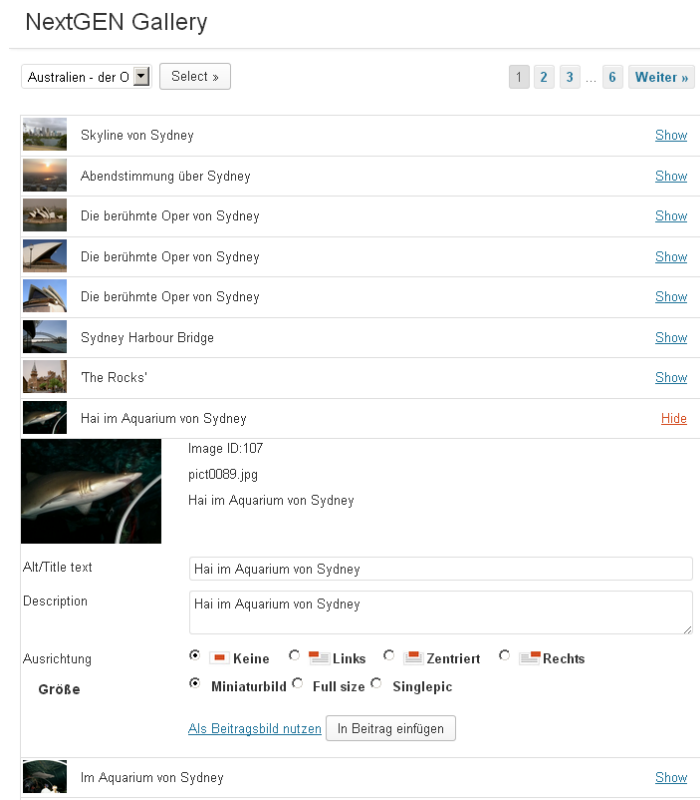 NextGEN Gallery
Australien - der O Select » 1 2 3 ... 6 Weiter »
Skyline von Sydney Show
Abendstimmung über Sydney Show
Die berühmte Oper von Sydney Show
Die berühmte Oper von Sydney Show
Die berühmte Oper von Sydney Show
Sydney Harbour Bridge Show
'The Rocks' Show
Hai im Aquarium von Sydney Hide
Image ID:107
pict0089.jpg
Hai im Aquarium von Sydney
Alt/Title text Hai im Aquarium von Sydney
Description Hai im Aquarium von Sydney
Ausrichtung Keine Links Zentriert Rechts
Größe Miniaturbild Full size Singlepic
Als Beitragsbild nutzen In Beitrag einfügen
Im Aquarium von Sydney Show